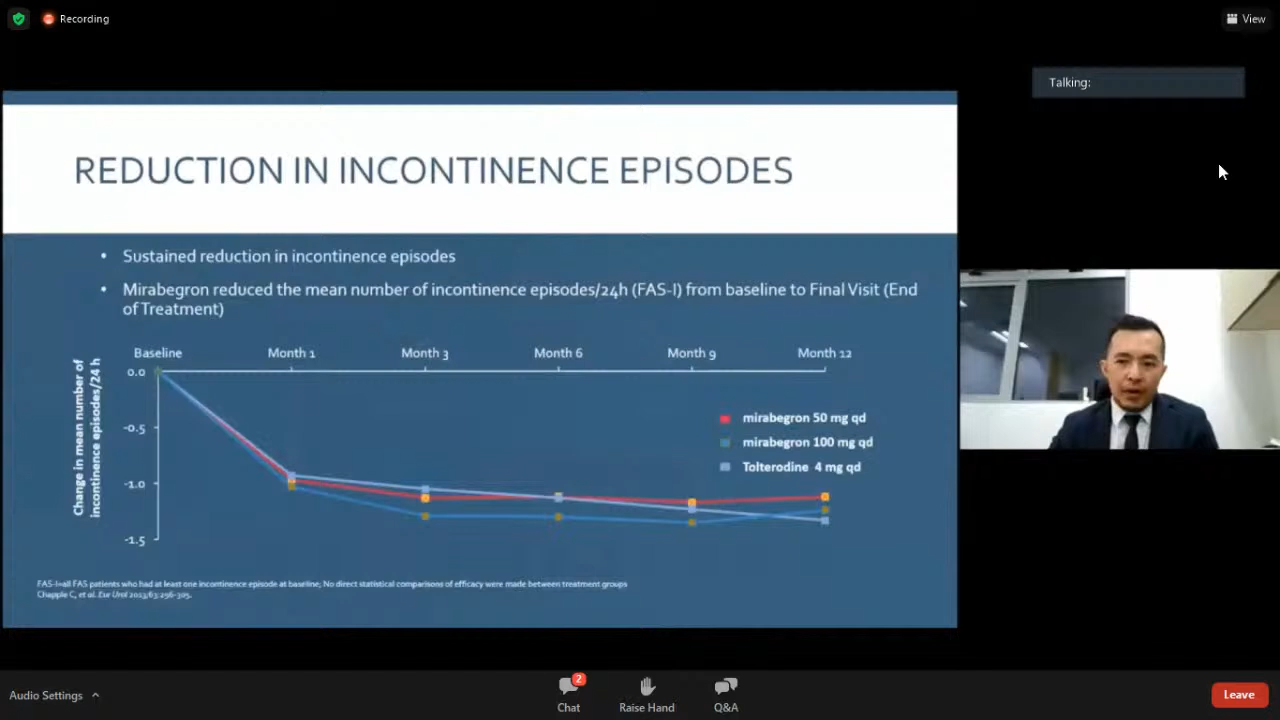 Recording
View
Talking:
REDUCTION IN INCONTINENCE EPISODES
• Sustained reduction in incontinence episodes
• Mirabegron reduced the mean number of incontinence episodes/24h (FAS-I) from baseline to Final Visit (End
of Treatment)
Baseline Month 1 Month 3 Month 6 Month 9 Month 12
Change in mean number of
incontinence episodes/24 h
0.0
-0.5
-1.0
-1.5
mirabegron 50 mg qd
mirabegron 100 mg qd
Tolterodine 4 mg qd
FAS-I=all FAS patients who had at least one incontinence episode at baseline; No direct statistical comparisons of efficacy were made between treatment groups
Chapple C, et al. Eur Urol 2013;63:296-305.
Audio Settings
2
Chat
Raise Hand
Q&A
Leave